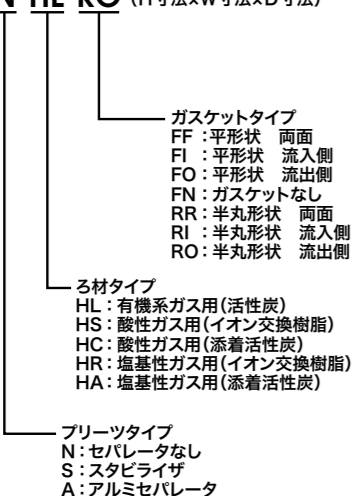 N HL RO (H寸法×W寸法×D寸法)
ガスケットタイプ
FF :平形状 両面
FI :平形状 流入側
FO:平形状 流出側
FN:ガスケットなし
RR:半丸形状 両面
RI :半丸形状 流入側
RO:半丸形状 流出側
ろ材タイプ
HL:有機系ガス用(活性炭)
HS:酸性ガス用(イオン交換樹脂)
HC:酸性ガス用(添着活性炭)
HR:塩基性ガス用(イオン交換樹脂)
HA:塩基性ガス用(添着活性炭)
プリーツタイプ
N:セパレータなし
S:スタビライザ
A:アルミセパレータ